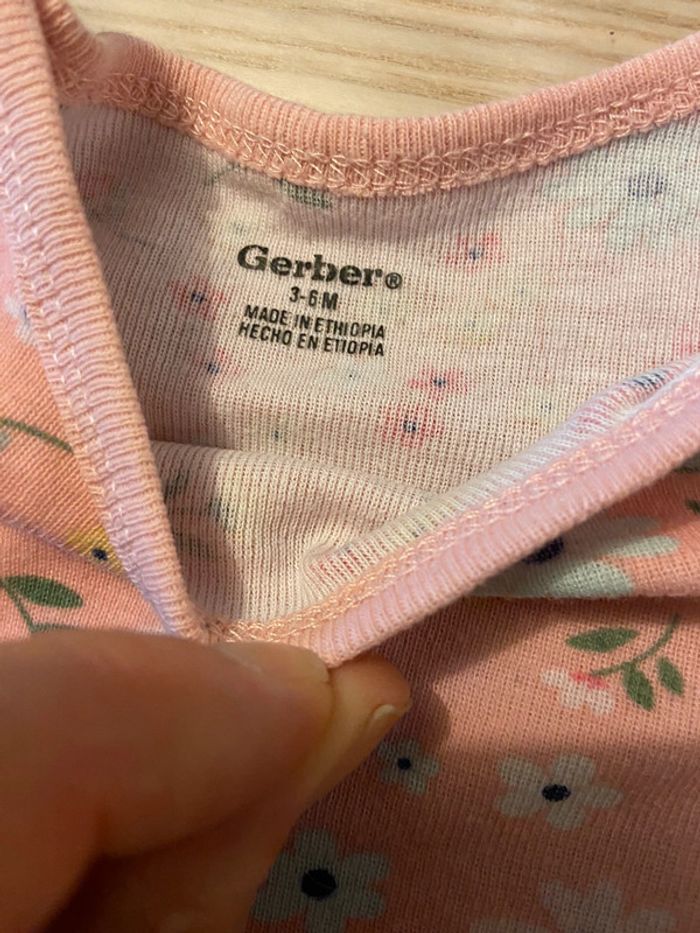 Gerber®
3-6M
MADE IN ETHIOPIA
HECHO EN ETIOPIA